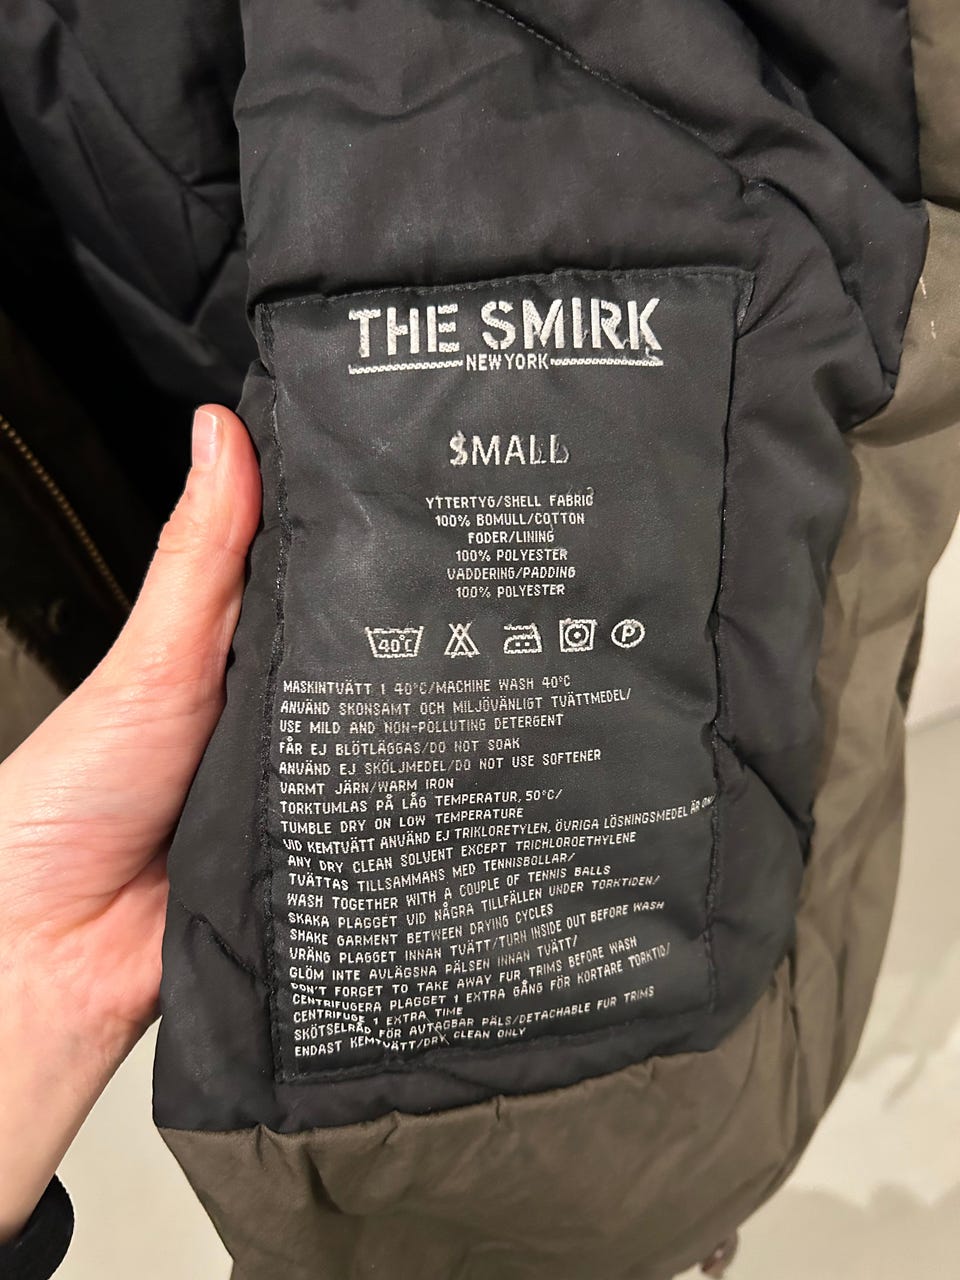 THE SMIRK
NEW YORK
SMALL
YTTERTYG/SHELL FABRIC
100% BOMULL/COTTON
FODER/LINING
100% POLYESTER
VADDERING/PADDING
100% POLYESTER
40°C P
MASKINTVÄTT I 40°C/MACHINE WASH 40°C
ANVÄND SKONSAMT OCH MILJÖVÄNLIGT TVÄTTMEDEL/
USE MILD AND NON-POLLUTING DETERGENT
FÅR EJ BLÖTLÄGGAS/DO NOT SOAK
ANVÄND EJ SKÖLJMEDEL/DO NOT USE SOFTENER
VARMT JÄRN/WARM IRON
TORKTUMLAS PÅ LÅG TEMPERATUR, 50°C/
TUMBLE DRY ON LOW TEMPERATURE
VID KEMTVÄTT ANVÄND EJ TRIKLORETYLEN, ÖVRIGA LÖSNINGSMEDEL ÄR
ANY DRY CLEAN SOLVENT EXCEPT TRICHLOROETHYLENE
TVÄTTAS TILLSAMMANS MED TENNISBOLLAR/
WASH TOGETHER WITH A COUPLE OF TENNIS BALLS
SKAKA PLAGGET VID NÅGRA TILLFÄLLEN UNDER TORKTIDEN/
SHAKE GARMENT BETWEEN DRYING CYCLES
VRÄNG PLAGGET INNAN TVÄTT/TURN INSIDE OUT BEFORE WASH
GLÖM INTE AVLÄGSNA PÄLSEN INNAN TVÄTT/
DON'T FORGET TO TAKE AWAY FUR TRIMS BEFORE WASH
CENTRIFUGERA PLAGGET 1 EXTRA GÅNG FÖR KORTARE TORKTID/
CENTRIFUGE 1 EXTRA TIME
SKÖTSELRÅD FÖR AVTAGBAR PÄLS/DETACHABLE FUR TRIMS
ENDAST KEMTVÄTT/DRY CLEAN ONLY